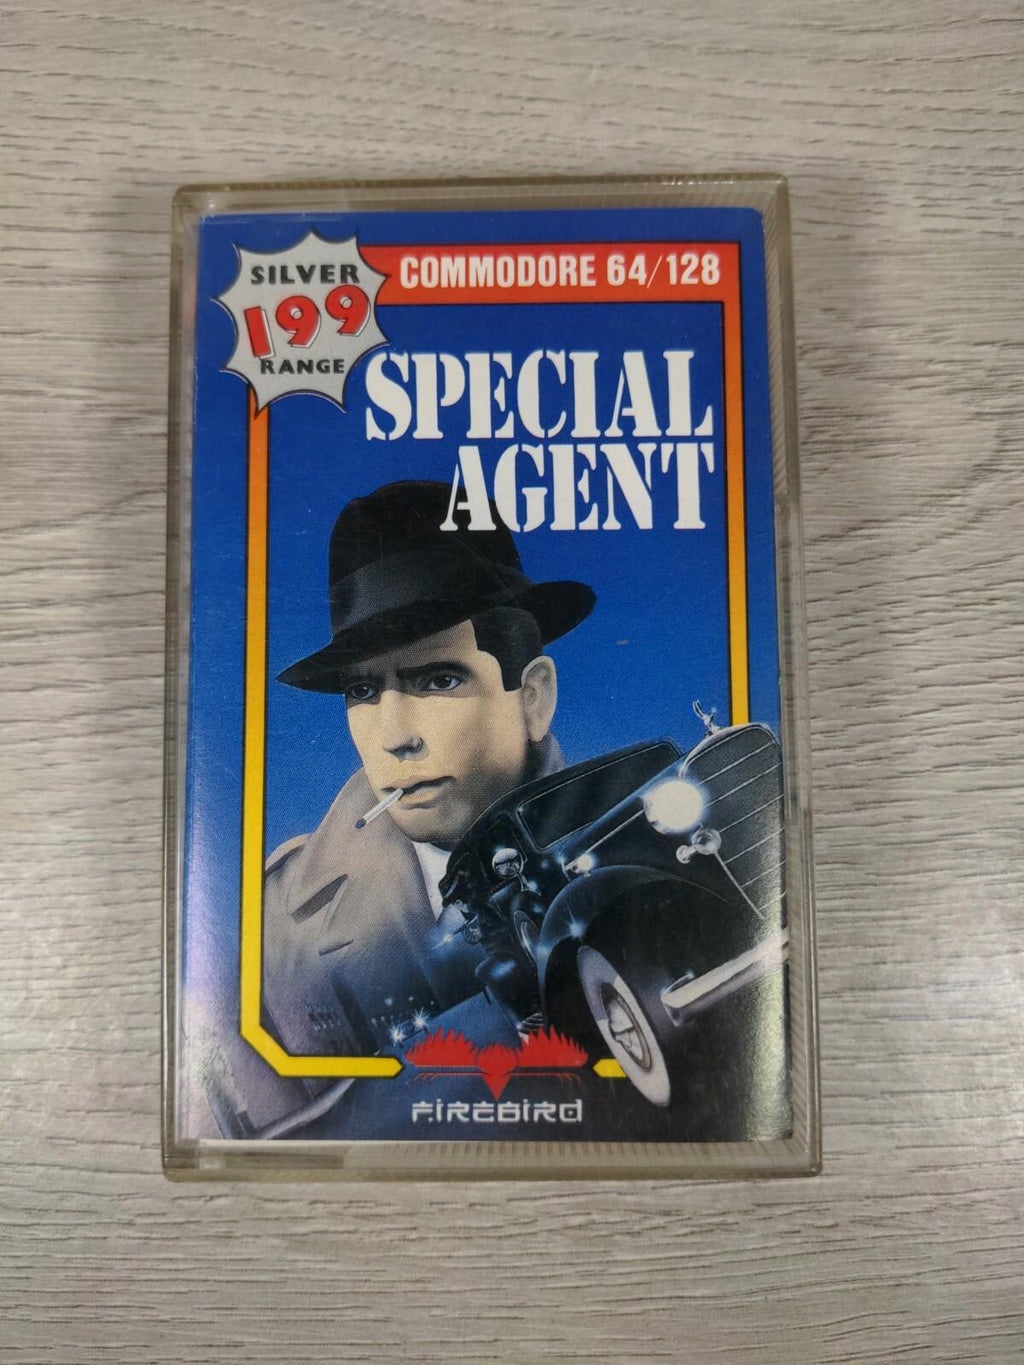 SILVER
199
RANGE
COMMODORE 64/128
SPECIAL
AGENT
FIREBIRD